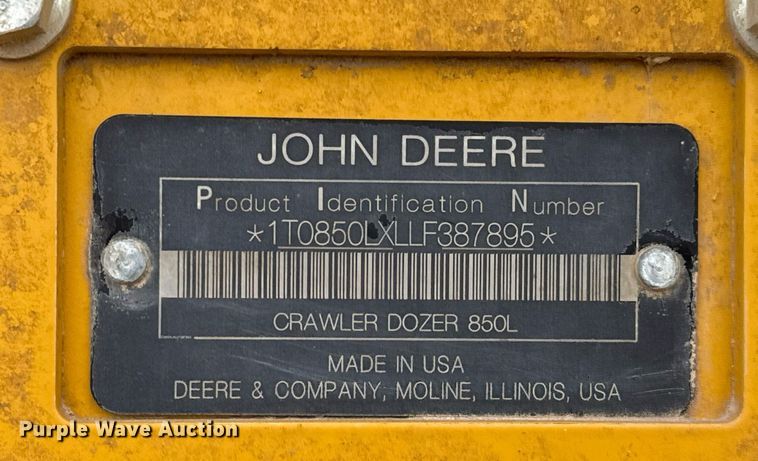 JOHN DEERE
Product Identification Number
*1T0850LXLLF387895*
CRAWLER DOZER 850L
MADE IN USA
DEERE & COMPANY, MOLINE, ILLINOIS, USA
Purple Wave Auction